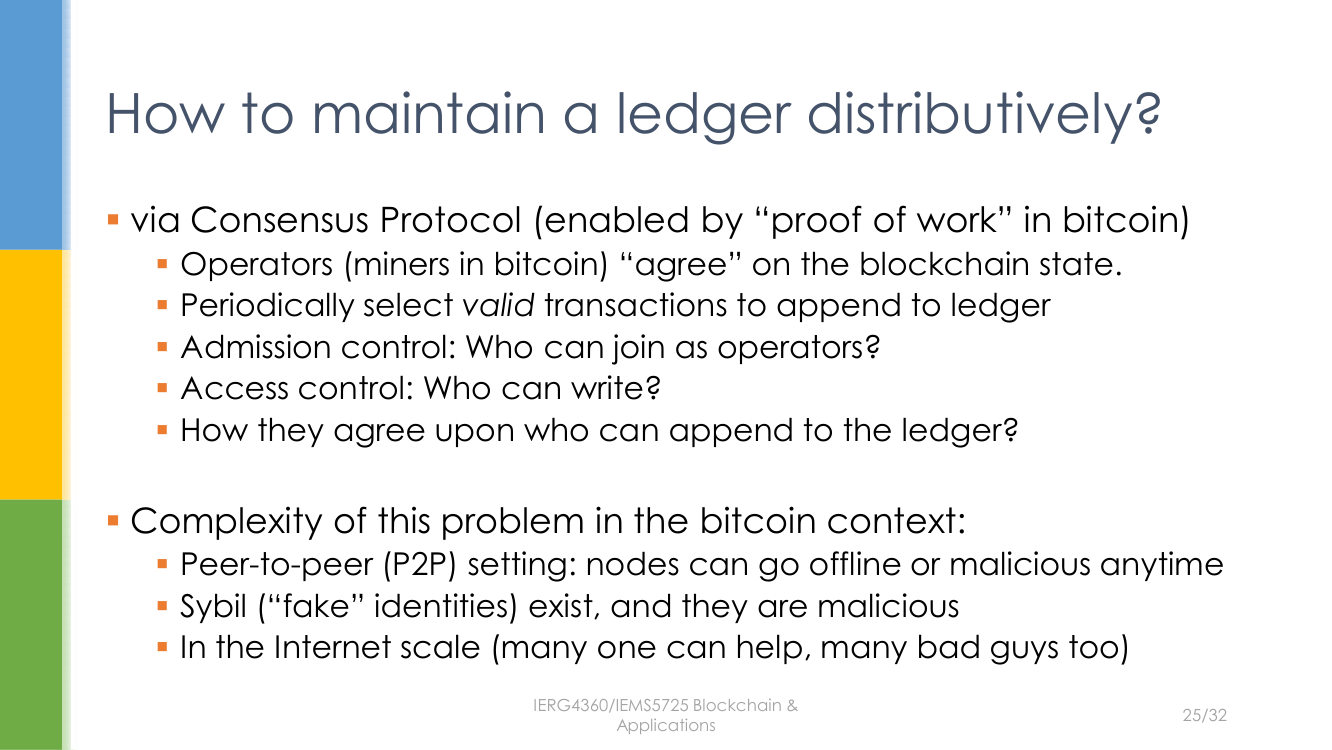 How to maintain a ledger distributively?
▪ via Consensus Protocol (enabled by “proof of work” in bitcoin)
▪ Operators (miners in bitcoin) “agree” on the blockchain state.
▪ Periodically select valid transactions to append to ledger
▪ Admission control: Who can join as operators?
▪ Access control: Who can write?
▪ How they agree upon who can append to the ledger?
▪ Complexity of this problem in the bitcoin context:
▪ Peer-to-peer (P2P) setting: nodes can go offline or malicious anytime
▪ Sybil (“fake” identities) exist, and they are malicious
▪ In the Internet scale (many one can help, many bad guys too)
IERG4360/IEMS5725 Blockchain &
Applications
25/32